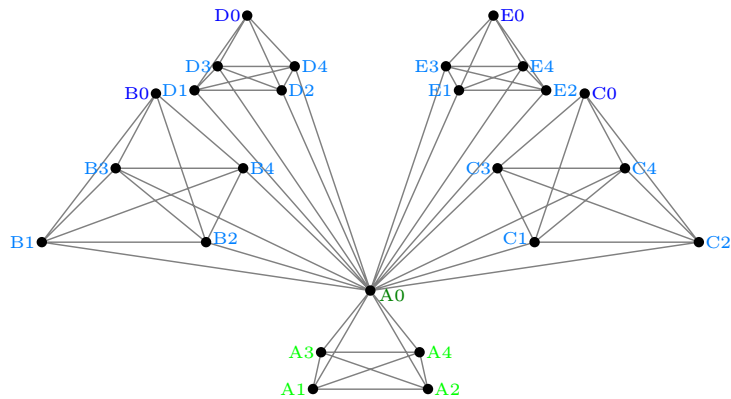 D0 E0
D3 D4 E3 E4
B0 D1 D2 E1 E2 C0
B3 B4 C3 C4
B1 B2 C1 C2
A0
A3 A4
A1 A2